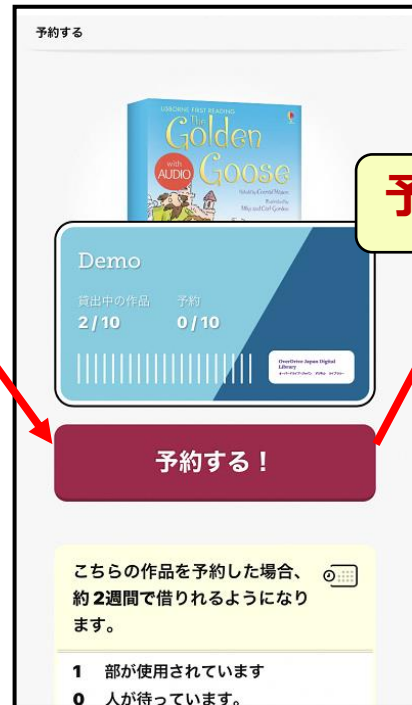 予約する
USBORNE FIRST READING
The
Golden
Goose
with
AUDIO
予
Demo
貸出中の作品 予約
2/10 0/10
OverDrive Japan Digital
Library
予約する！
こちらの作品を予約した場合、
約2週間で借りれるようになり
ます。
1 部が使用されています
0 人が待っています。